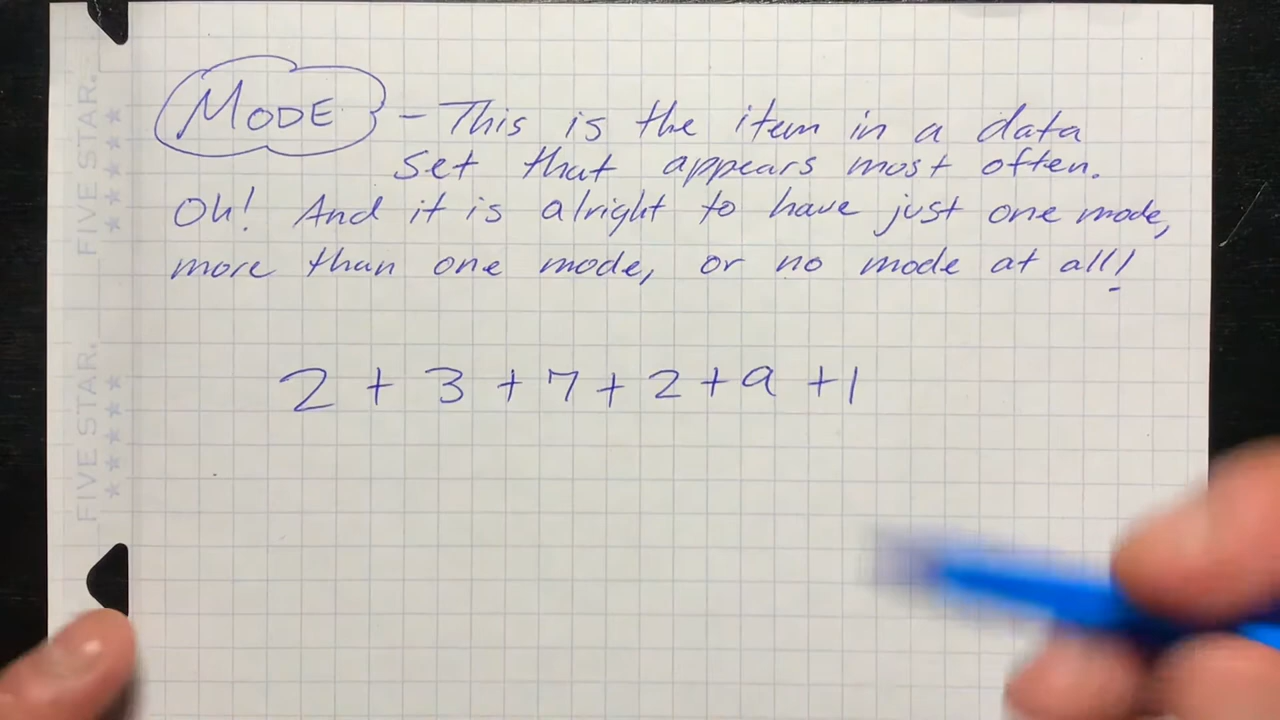 MODE - This is the item in a data
set that appears most often.
Oh! And it is alright to have just one mode,
more than one mode, or no mode at all!
2 + 3 + 7 + 2 + 9 + 1
FIVE STAR.
FIVE STAR.